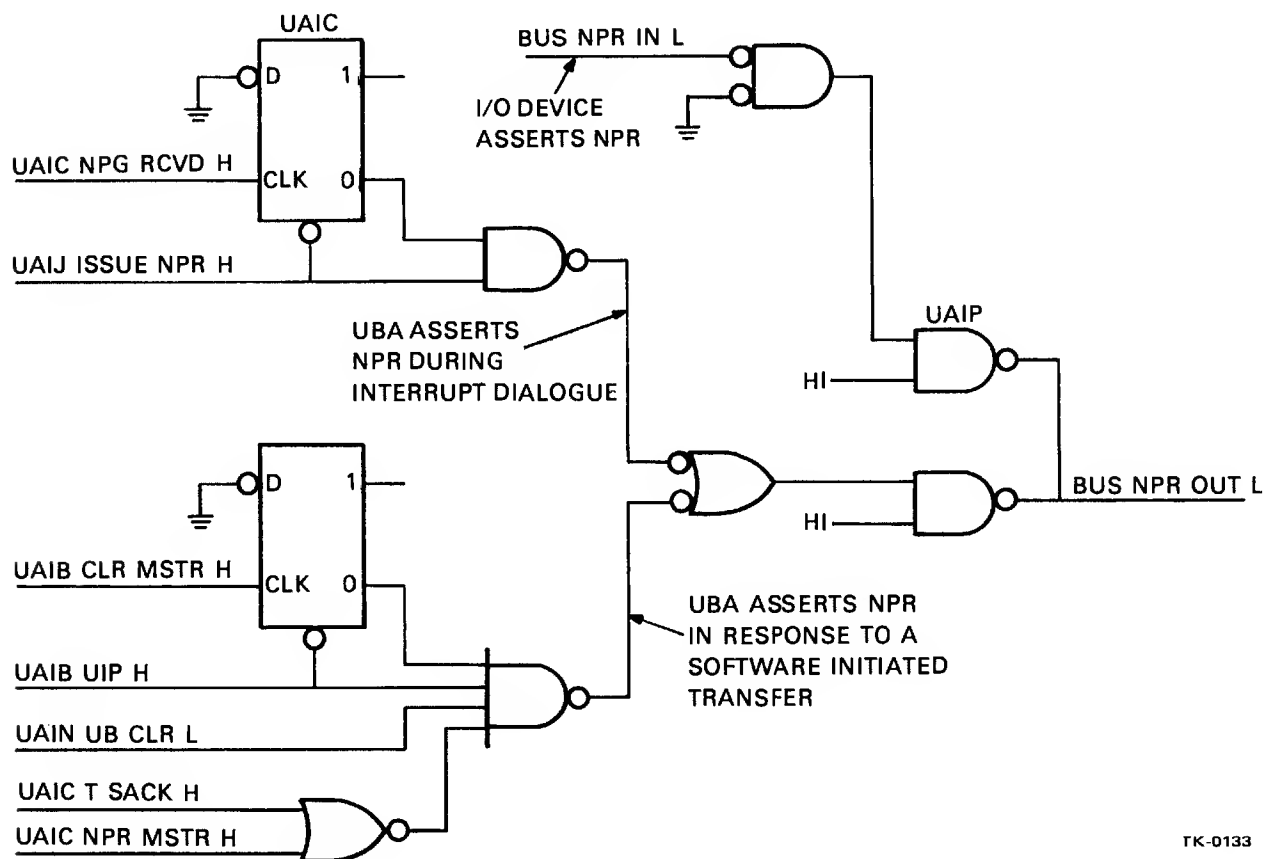 UAIC
D 1
UAIC NPG RCVD H
CLK 0
UAIJ ISSUE NPR H
UBA ASSERTS
NPR DURING
INTERRUPT DIALOGUE
BUS NPR IN L
I/O DEVICE
ASSERTS NPR
UAIP
HI
HI
BUS NPR OUT L
D 1
UAIB CLR MSTR H
CLK 0
UAIB UIP H
UAIN UB CLR L
UAIC T SACK H
UAIC NPR MSTR H
UBA ASSERTS NPR
IN RESPONSE TO A
SOFTWARE INITIATED
TRANSFER
TK-0133